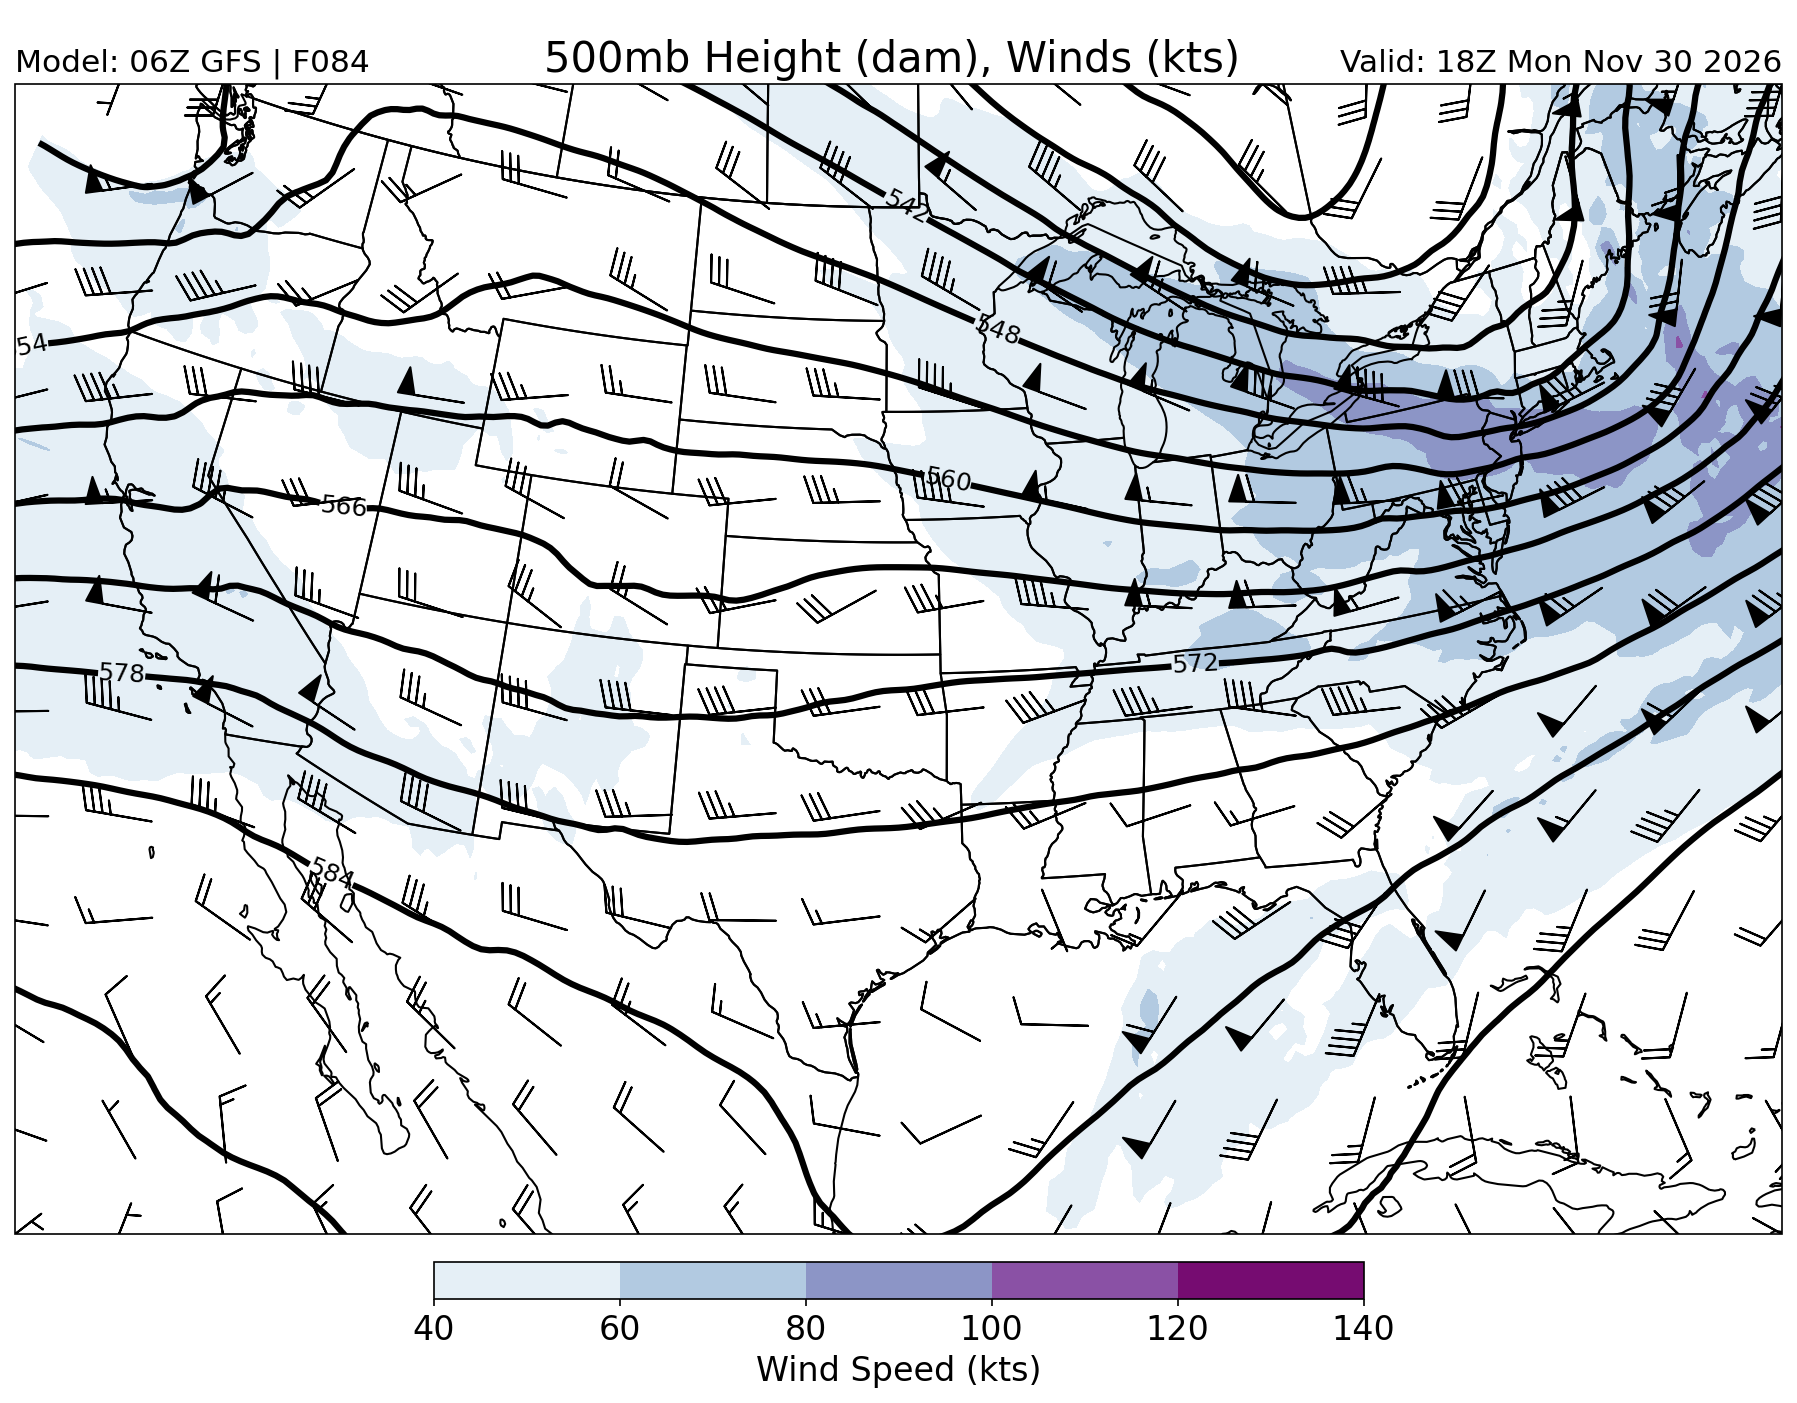 Model: 06Z GFS | F084
500mb Height (dam), Winds (kts)
Valid: 18Z Mon Nov 30 2026
542
54
548
560
566
572
578
584
40 60 80 100 120 140
Wind Speed (kts)